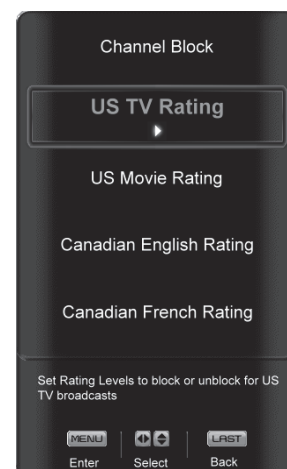 Channel Block
US TV Rating
US Movie Rating
Canadian English Rating
Canadian French Rating
Set Rating Levels to block or unblock for US
TV broadcasts
MENU LAST
Enter Select Back